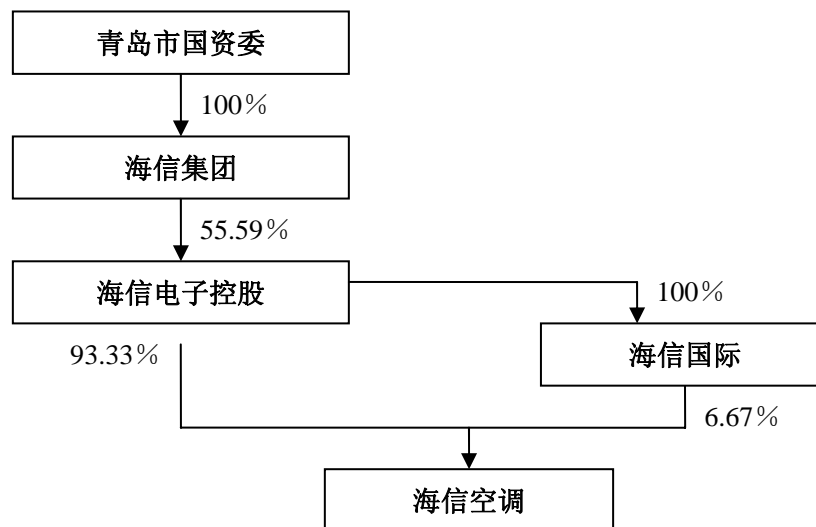 青岛市国资委
100％
海信集团
55.59％
海信电子控股
100％
93.33％
海信国际
6.67％
海信空调